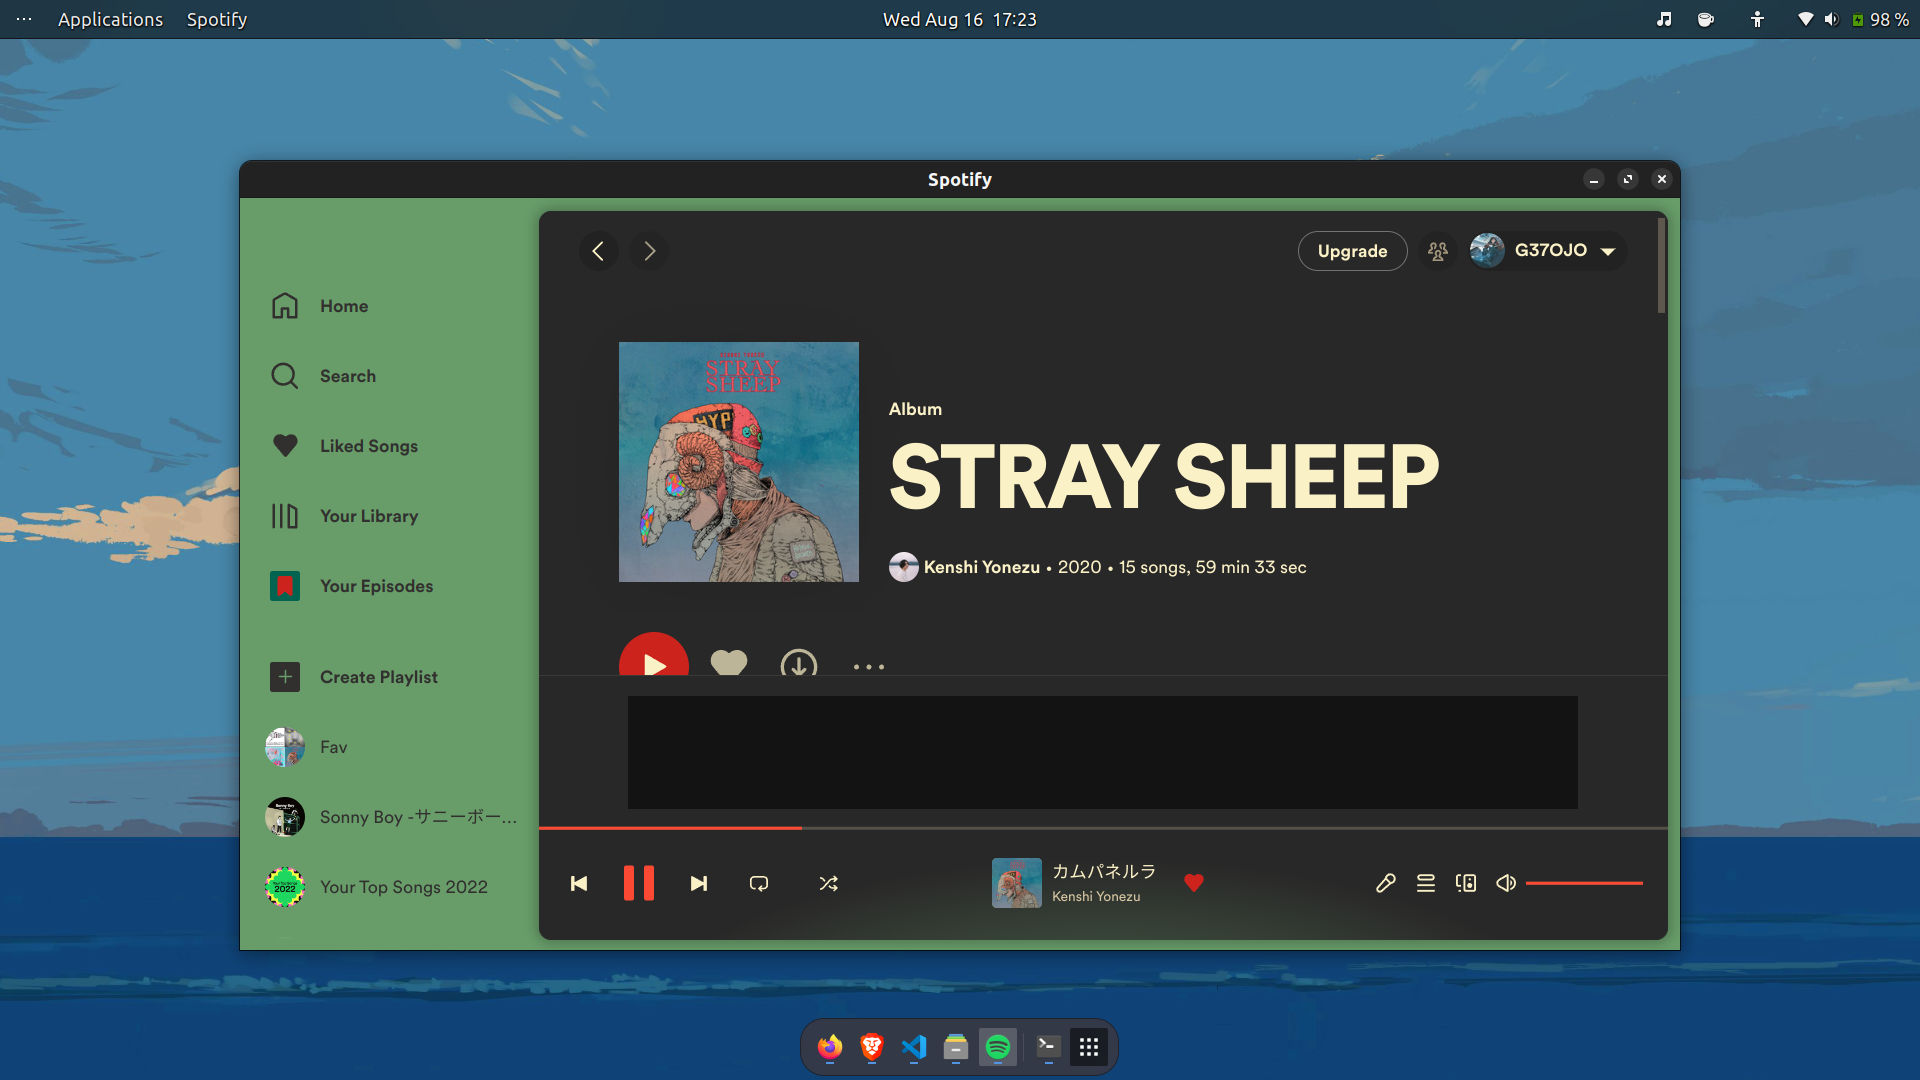 Applications Spotify Wed Aug 16 17:23 98 %
Spotify
Upgrade G37OJO
Home
Search
Liked Songs
Your Library
Your Episodes
Create Playlist
Fav
Sonny Boy -サニーボー...
Your Top Songs 2022
STRAY
SHEEP
HYP
Album
STRAY SHEEP
Kenshi Yonezu • 2020 • 15 songs, 59 min 33 sec
2022
カムパネルラ
Kenshi Yonezu